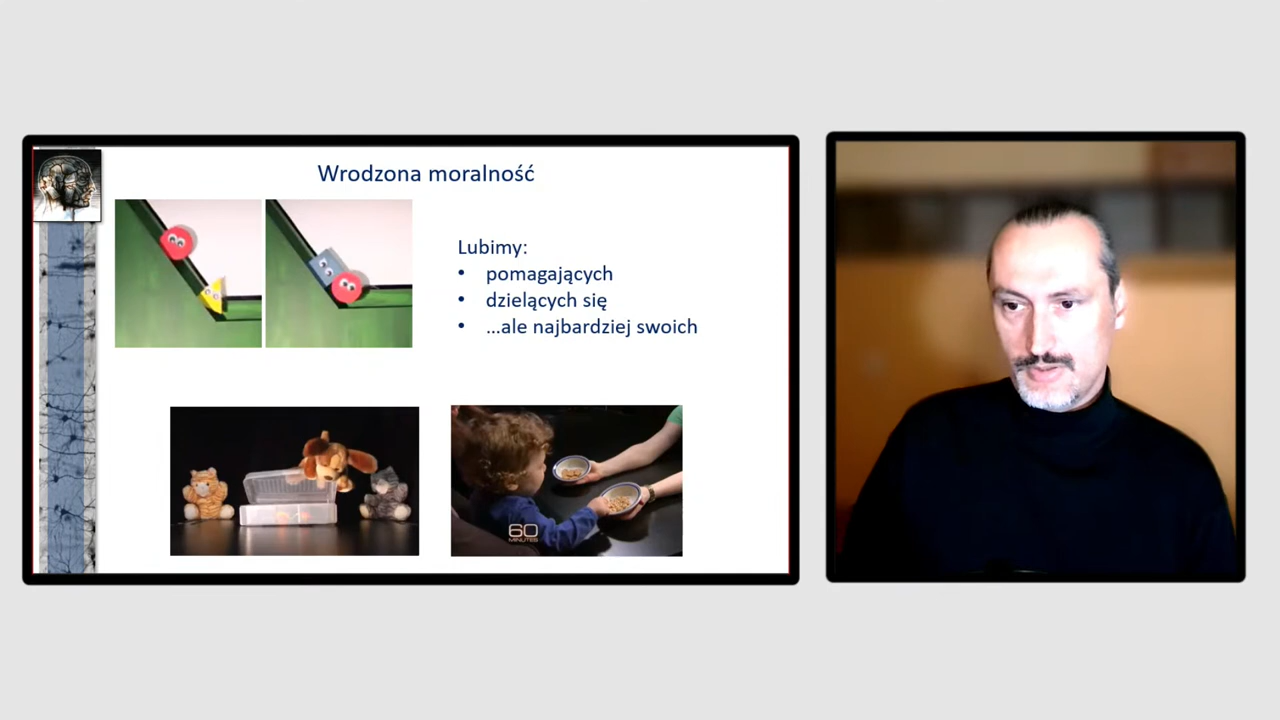 Wrodzona moralność
Lubimy:
• pomagających
• dzielących się
• ...ale najbardziej swoich
60
MINUTES